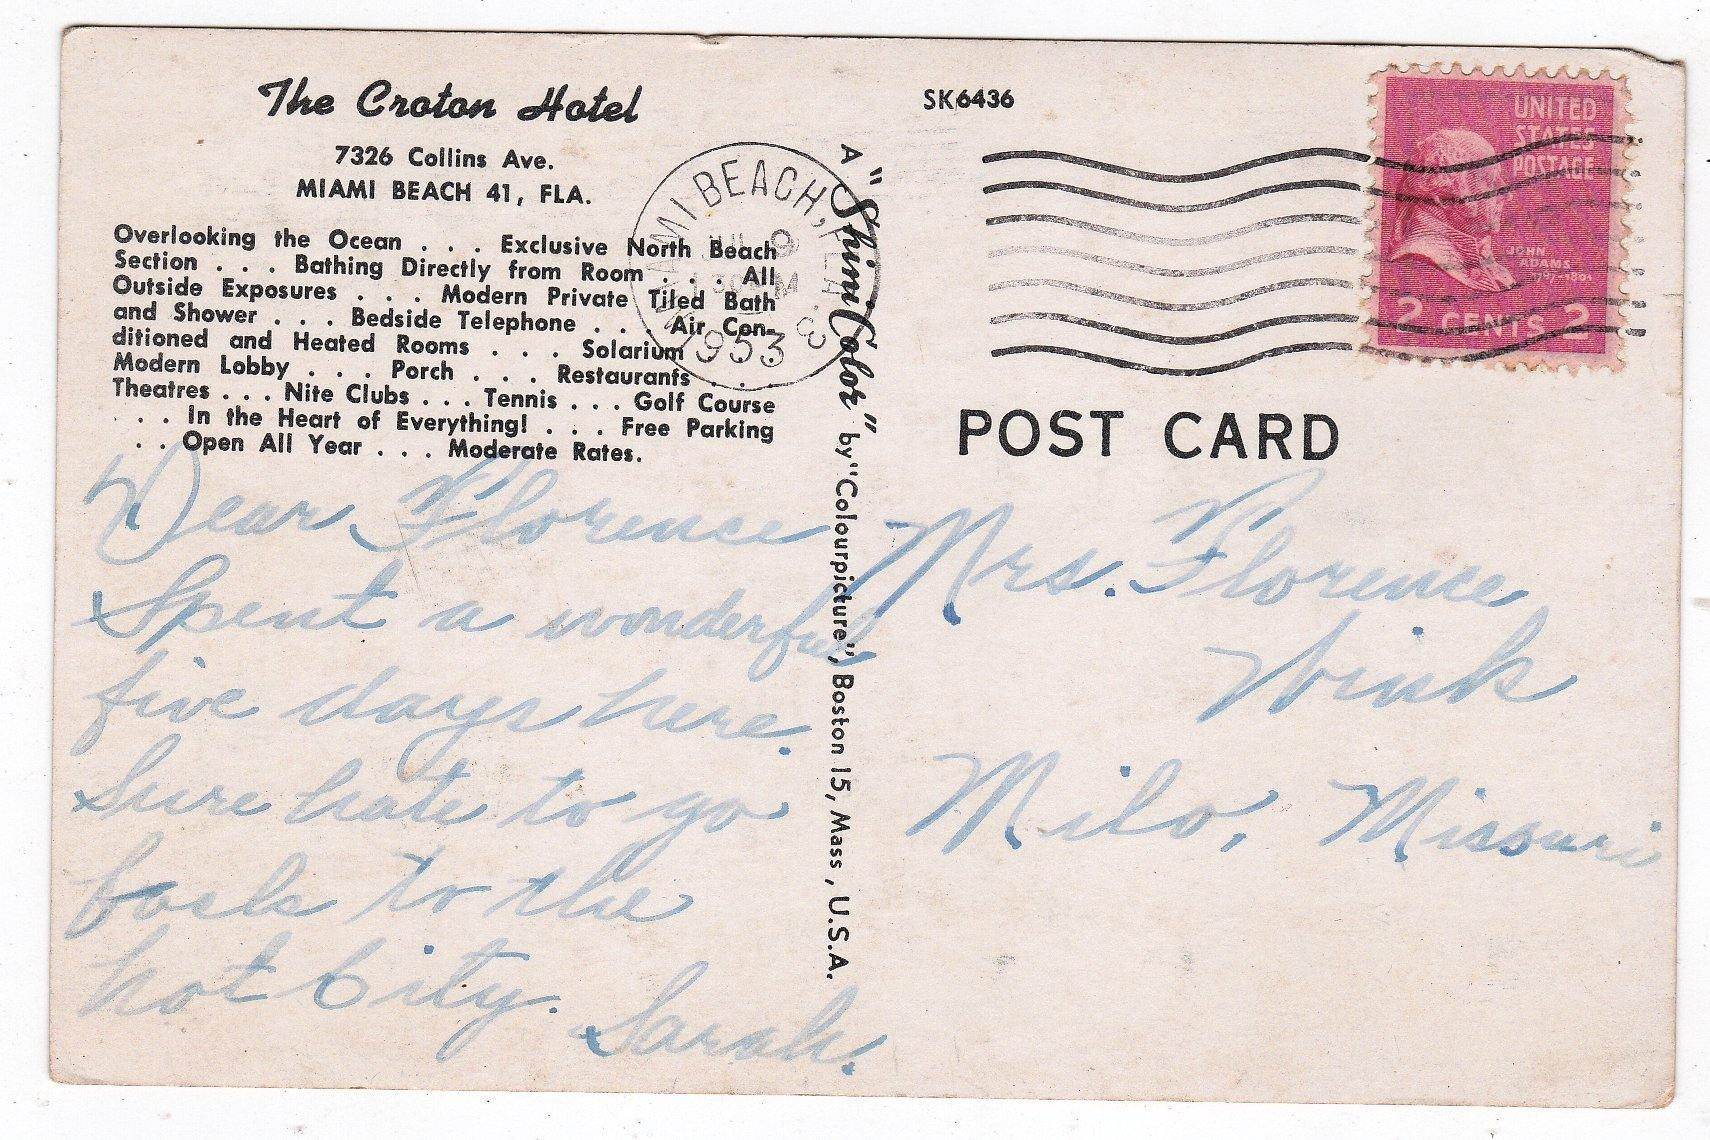 The Croton Hotel
7326 Collins Ave.
MIAMI BEACH 41, FLA.
Overlooking the Ocean . . . Exclusive North Beach
Section . . . Bathing Directly from Room . . . All
Outside Exposures . . . Modern Private Tiled Bath
and Shower . . . Bedside Telephone . . . Air Con-
ditioned and Heated Rooms . . . Solarium . . .
Modern Lobby . . . Porch . . . Restaurants . . .
Theatres . . . Nite Clubs . . . Tennis . . . Golf Course
. . . In the Heart of Everything! . . . Free Parking
. . Open All Year . . . Moderate Rates.
Dear Florence
Spent a wonderful
five days here.
Sure hate to go
back to the
hot City.
Sarah.
A "ShiniColor" by "Colourpicture", Boston 15, Mass., U.S.A.
MIAMI BEACH, FLA.
9
1953
SK6436
UNITED
STATES
POSTAGE
JOHN
ADAMS
1797-1801
2 CENTS 2
POST CARD
Mrs. Florence
Wink
Milo, Missouri